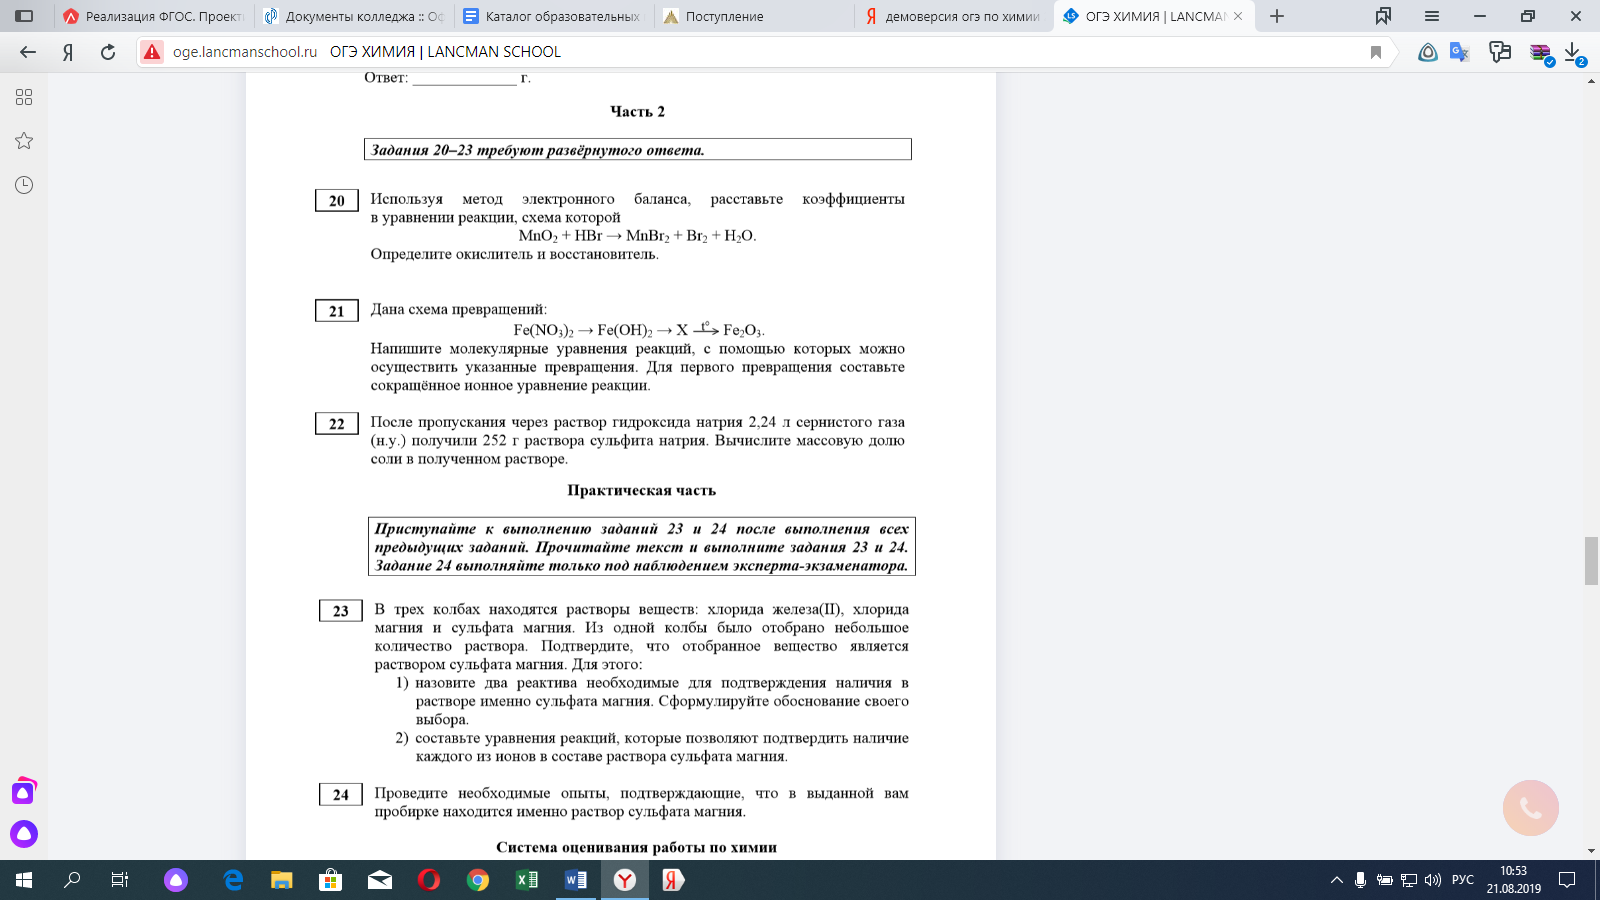 Реализация ФГОС. Проект
Документы колледжа :: Оф
Каталог образовательных
Поступление
демоверсия огэ по химии
ОГЭ ХИМИЯ | LANCMAN
oge.lancmanschool.ru ОГЭ ХИМИЯ | LANCMAN SCHOOL
2
Ответ: ______________ г.
Часть 2
Задания 20–23 требуют развёрнутого ответа.
20 Используя метод электронного баланса, расставьте коэффициенты
в уравнении реакции, схема которой
MnO₂ + HBr → MnBr₂ + Br₂ + H₂O.
Определите окислитель и восстановитель.
21 Дана схема превращений:
Fe(NO₃)₂ → Fe(OH)₂ → X —t°→ Fe₂O₃.
Напишите молекулярные уравнения реакций, с помощью которых можно
осуществить указанные превращения. Для первого превращения составьте
сокращённое ионное уравнение реакции.
22 После пропускания через раствор гидроксида натрия 2,24 л сернистого газа
(н.у.) получили 252 г раствора сульфита натрия. Вычислите массовую долю
соли в полученном растворе.
Практическая часть
Приступайте к выполнению заданий 23 и 24 после выполнения всех
предыдущих заданий. Прочитайте текст и выполните задания 23 и 24.
Задание 24 выполняйте только под наблюдением эксперта-экзаменатора.
23 В трех колбах находятся растворы веществ: хлорида железа(II), хлорида
магния и сульфата магния. Из одной колбы было отобрано небольшое
количество раствора. Подтвердите, что отобранное вещество является
раствором сульфата магния. Для этого:
1) назовите два реактива необходимые для подтверждения наличия в
растворе именно сульфата магния. Сформулируйте обоснование своего
выбора.
2) составьте уравнения реакций, которые позволяют подтвердить наличие
каждого из ионов в составе раствора сульфата магния.
24 Проведите необходимые опыты, подтверждающие, что в выданной вам
пробирке находится именно раствор сульфата магния.
Система оценивания работы по химии
РУС
10:53
21.08.2019